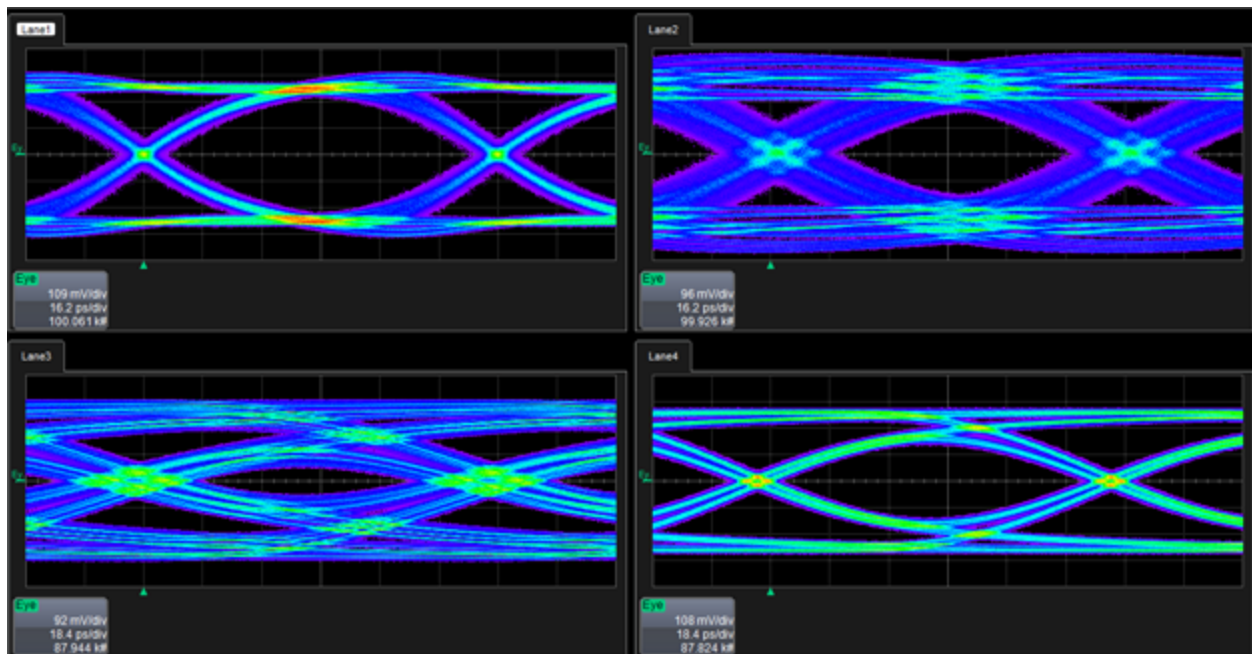 Lane1
Lane2
Eye
109 mV/div
16.2 ps/div
100.061 k#
Eye
96 mV/div
16.2 ps/div
99.926 k#
Lane3
Lane4
Eye
92 mV/div
18.4 ps/div
87.944 k#
Eye
108 mV/div
18.4 ps/div
87.824 k#